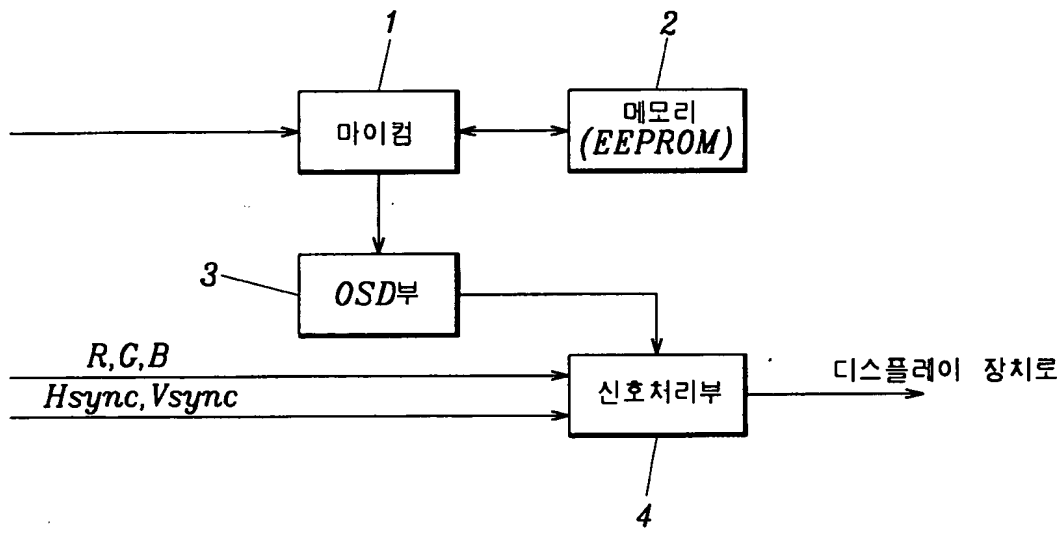 1
2
마이컴
메모리
(EEPROM)
3
OSD부
R,G,B
Hsync,Vsync
신호처리부
디스플레이 장치로
4